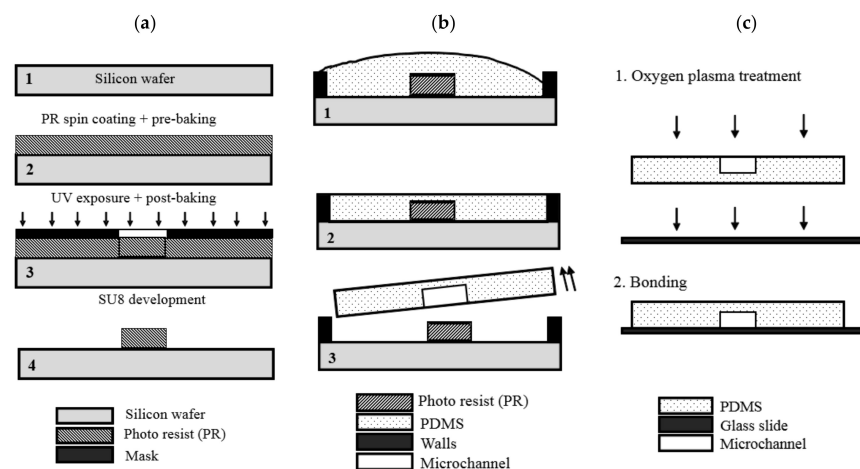 (a)
1
Silicon wafer
PR spin coating + pre-baking
2
UV exposure + post-baking
3
SU8 development
4
Silicon wafer
Photo resist (PR)
Mask
(b)
1
2
3
Photo resist (PR)
PDMS
Walls
Microchannel
(c)
1. Oxygen plasma treatment
2. Bonding
PDMS
Glass slide
Microchannel